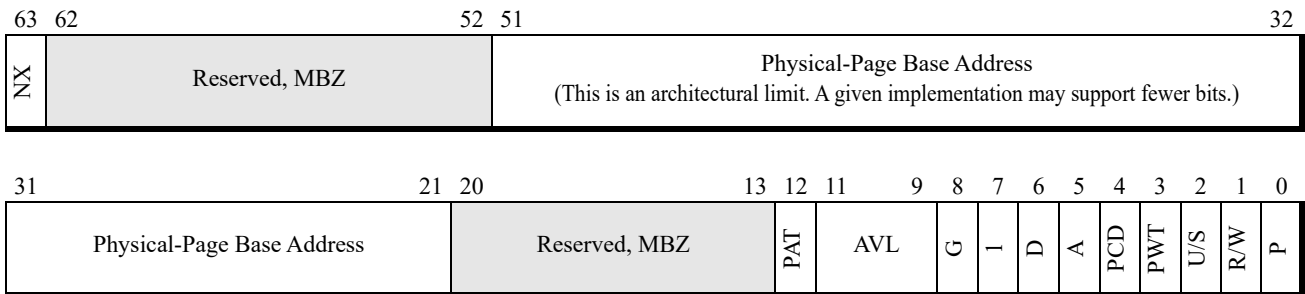 63 62 52 51 32
NX
Reserved, MBZ
Physical-Page Base Address
(This is an architectural limit. A given implementation may support fewer bits.)
31 21 20 13 12 11 9 8 7 6 5 4 3 2 1 0
Physical-Page Base Address
Reserved, MBZ
PAT
AVL
G
1
D
A
PCD
PWT
U/S
R/W
P